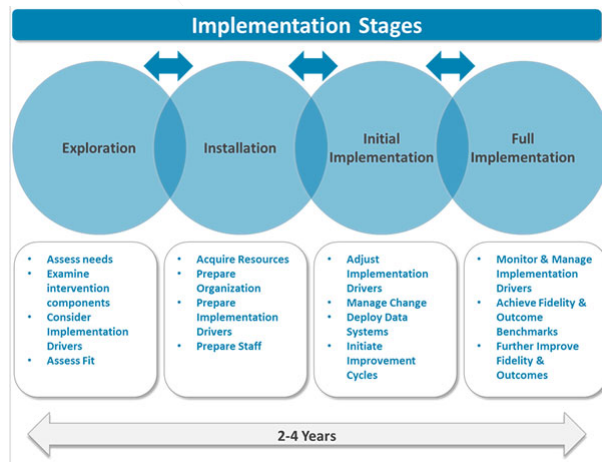 Implementation Stages
Exploration
Installation
Initial
Implementation
Full
Implementation
• Assess needs
• Examine
intervention
components
• Consider
Implementation
Drivers
• Assess Fit
• Acquire Resources
• Prepare
Organization
• Prepare
Implementation
Drivers
• Prepare Staff
• Adjust
Implementation
Drivers
• Manage Change
• Deploy Data
Systems
• Initiate
Improvement
Cycles
• Monitor & Manage
Implementation
Drivers
• Achieve Fidelity &
Outcome
Benchmarks
• Further Improve
Fidelity &
Outcomes
2-4 Years